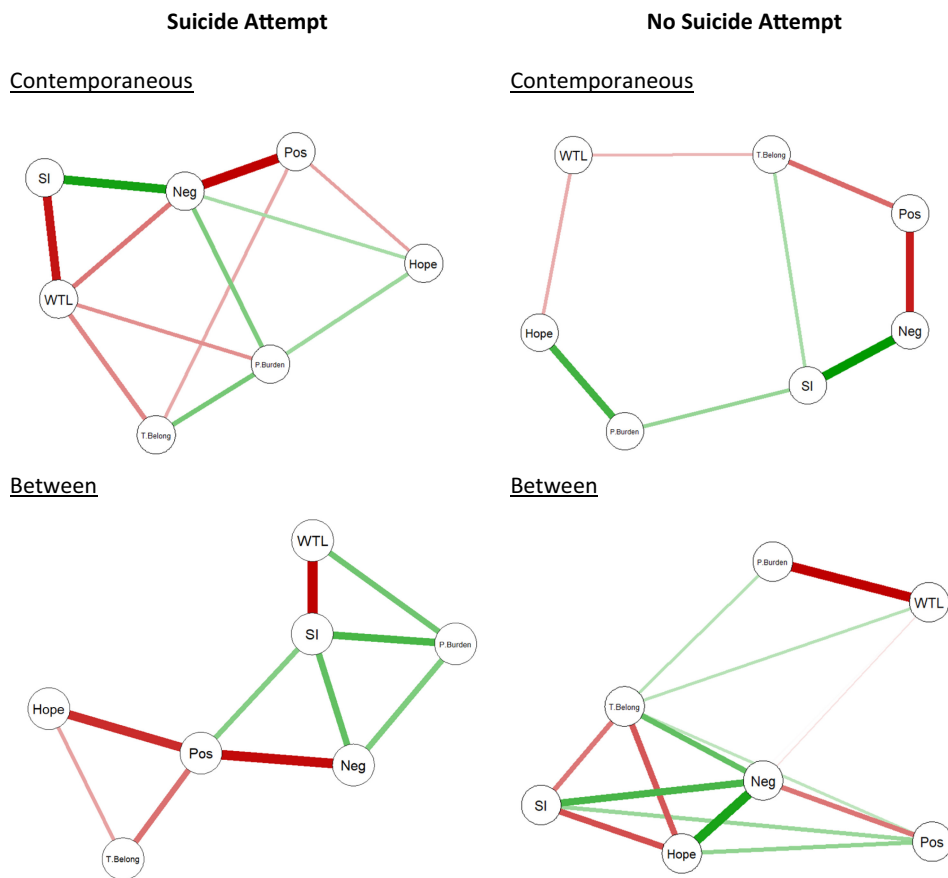 Suicide Attempt
No Suicide Attempt
Contemporaneous
Contemporaneous
Pos
SI
Neg
Hope
WTL
P.Burden
T.Belong
WTL
T.Belong
Pos
Hope
Neg
SI
P.Burden
Between
Between
WTL
SI
P.Burden
Hope
Pos
Neg
T.Belong
P.Burden
WTL
T.Belong
Neg
SI
Pos
Hope